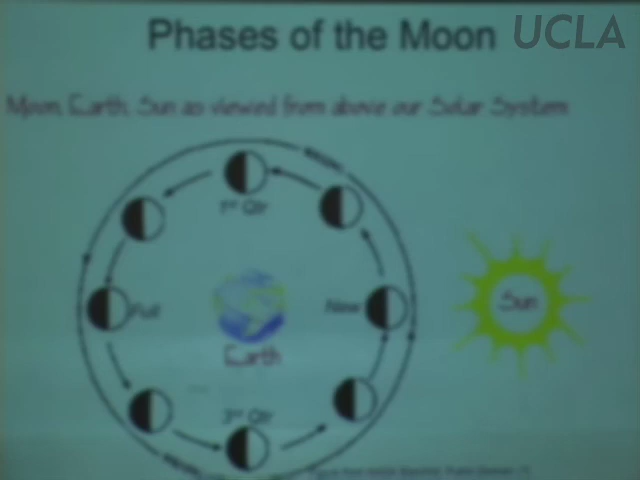 Phases of the Moon
UCLA
Moon, Earth, Sun as viewed from above our Solar System
1st Qtr
Full
New
Sun
Earth
3rd Qtr